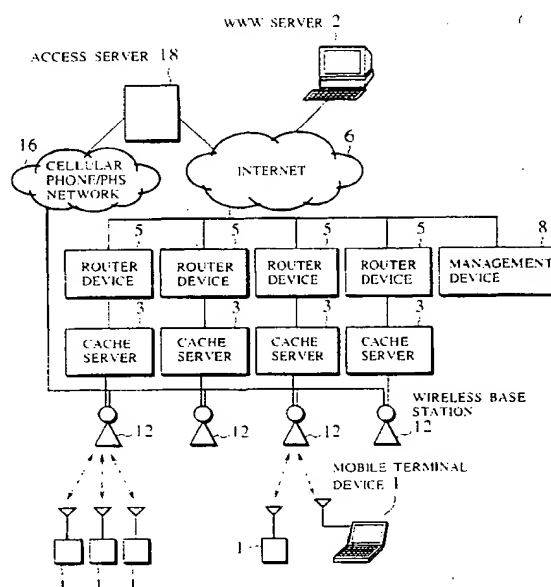 WWW SERVER 2
ACCESS SERVER 18
16
CELLULAR
PHONE/PHS
NETWORK
6
INTERNET
5
5
5
5
8
ROUTER
DEVICE
ROUTER
DEVICE
ROUTER
DEVICE
ROUTER
DEVICE
MANAGEMENT
DEVICE
3
3
3
3
CACHE
SERVER
CACHE
SERVER
CACHE
SERVER
CACHE
SERVER
WIRELESS BASE
STATION
12
12
12
12
MOBILE TERMINAL
DEVICE 1
1
1
1
1